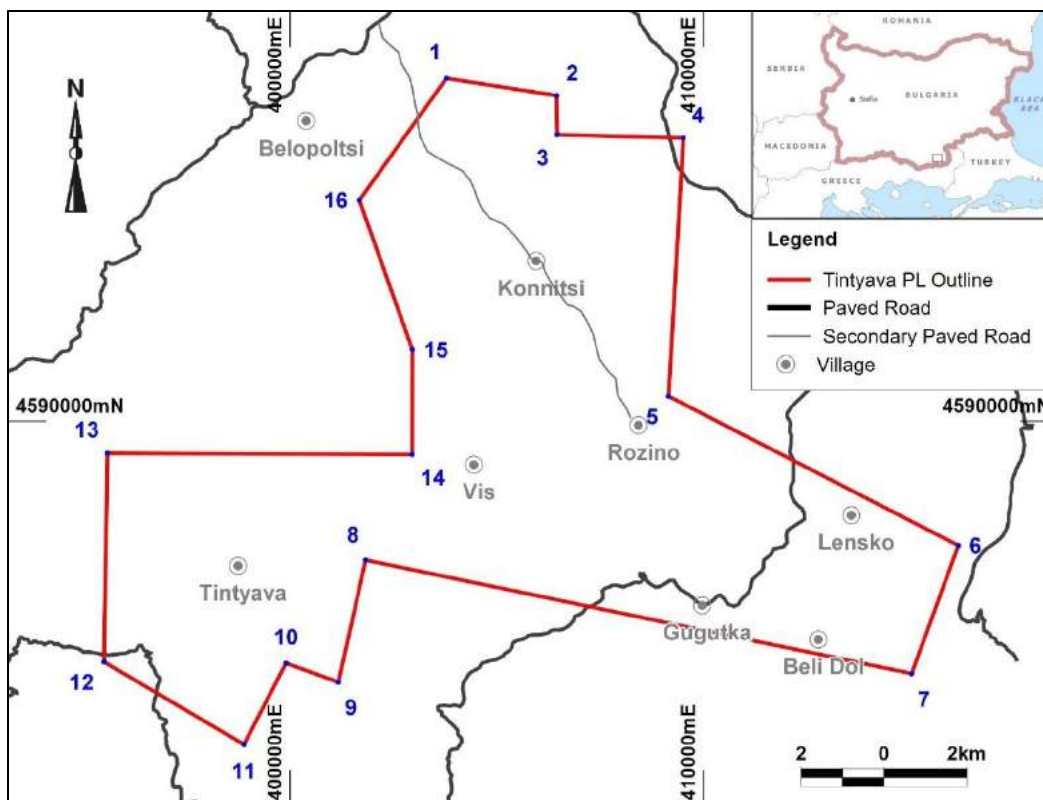 N
400000mE
410000mE
1
2
3
4
Belopoltsi
16
Konnitsi
15
4590000mN
4590000mN
13
5
Rozino
14
Vis
Lensko
6
8
Tintyava
Gugutka
Beli Dol
10
12
9
7
11
400000mE
410000mE
2 0 2km
ROMANIA
SERBIA
Sofia
BULGARIA
BLACK
SEA
MACEDONIA
TURKEY
GREECE
Legend
Tintyava PL Outline
Paved Road
Secondary Paved Road
Village